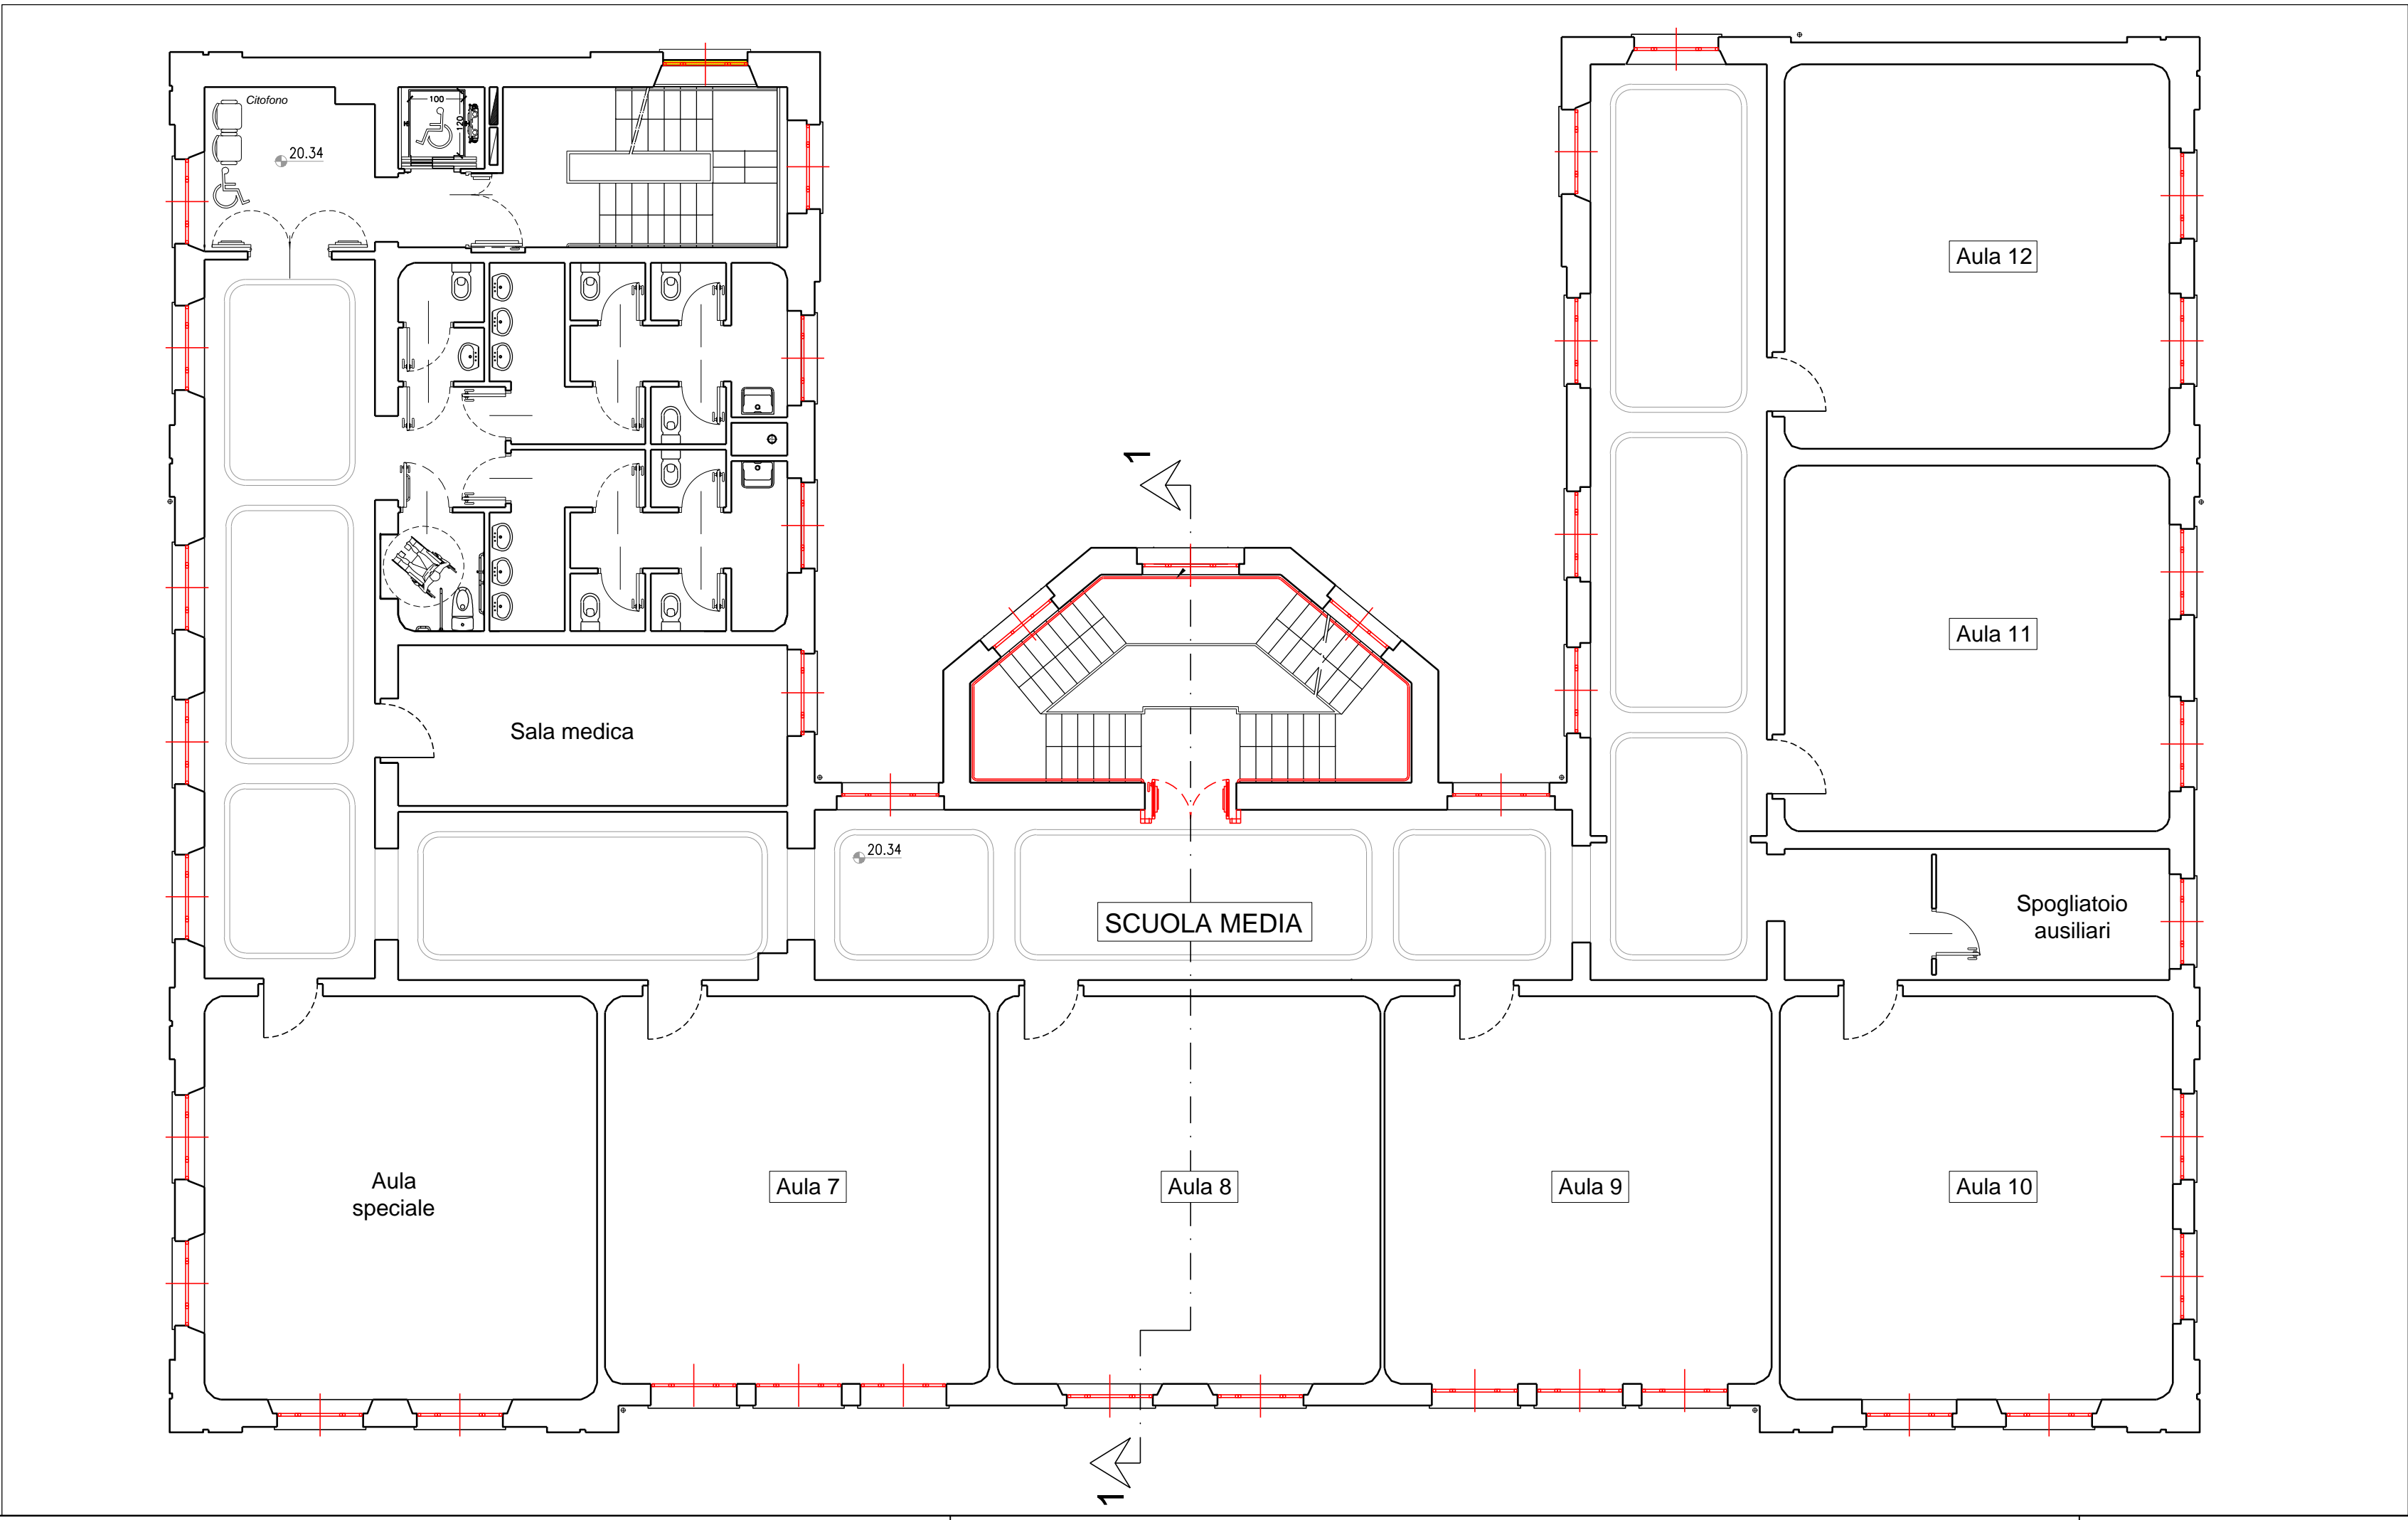 Citofono
100
120
20.34
Aula 12
1
Aula 11
Sala medica
20.34
SCUOLA MEDIA
Spogliatoio
ausiliari
Aula
speciale
Aula 7
Aula 8
Aula 9
Aula 10
1